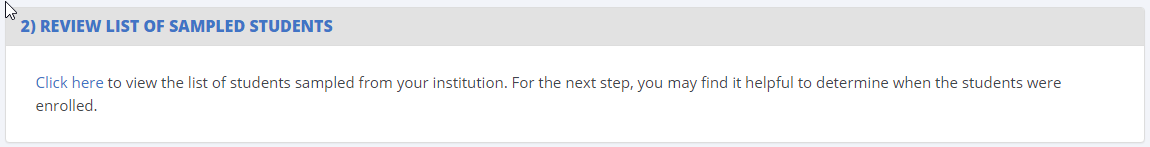 2) REVIEW LIST OF SAMPLED STUDENTS
Click here to view the list of students sampled from your institution. For the next step, you may find it helpful to determine when the students were
enrolled.